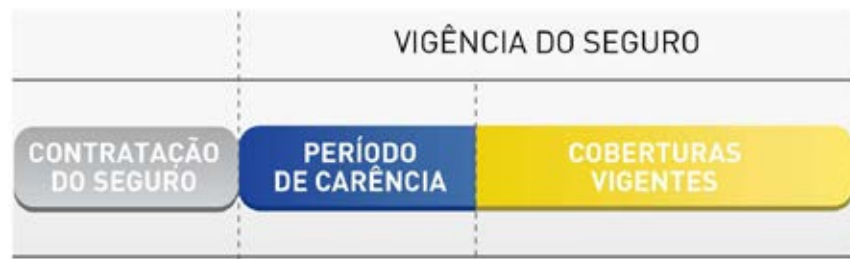 VIGÊNCIA DO SEGURO
CONTRATAÇÃO
DO SEGURO
PERÍODO
DE CARÊNCIA
COBERTURAS
VIGENTES